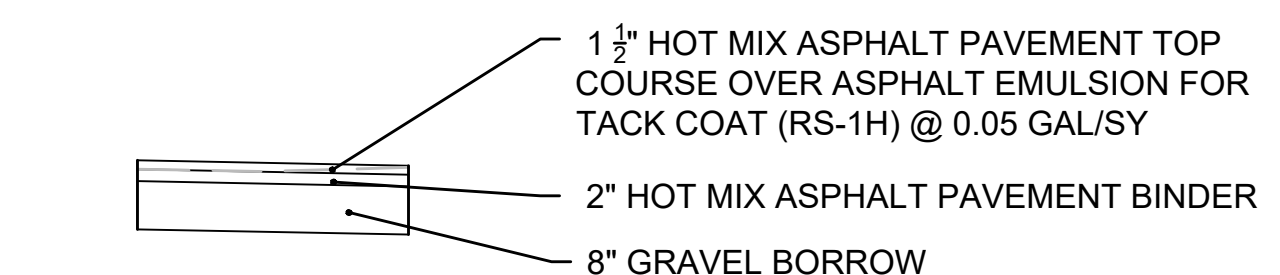 1 1/2" HOT MIX ASPHALT PAVEMENT TOP
COURSE OVER ASPHALT EMULSION FOR
TACK COAT (RS-1H) @ 0.05 GAL/SY
2" HOT MIX ASPHALT PAVEMENT BINDER
8" GRAVEL BORROW